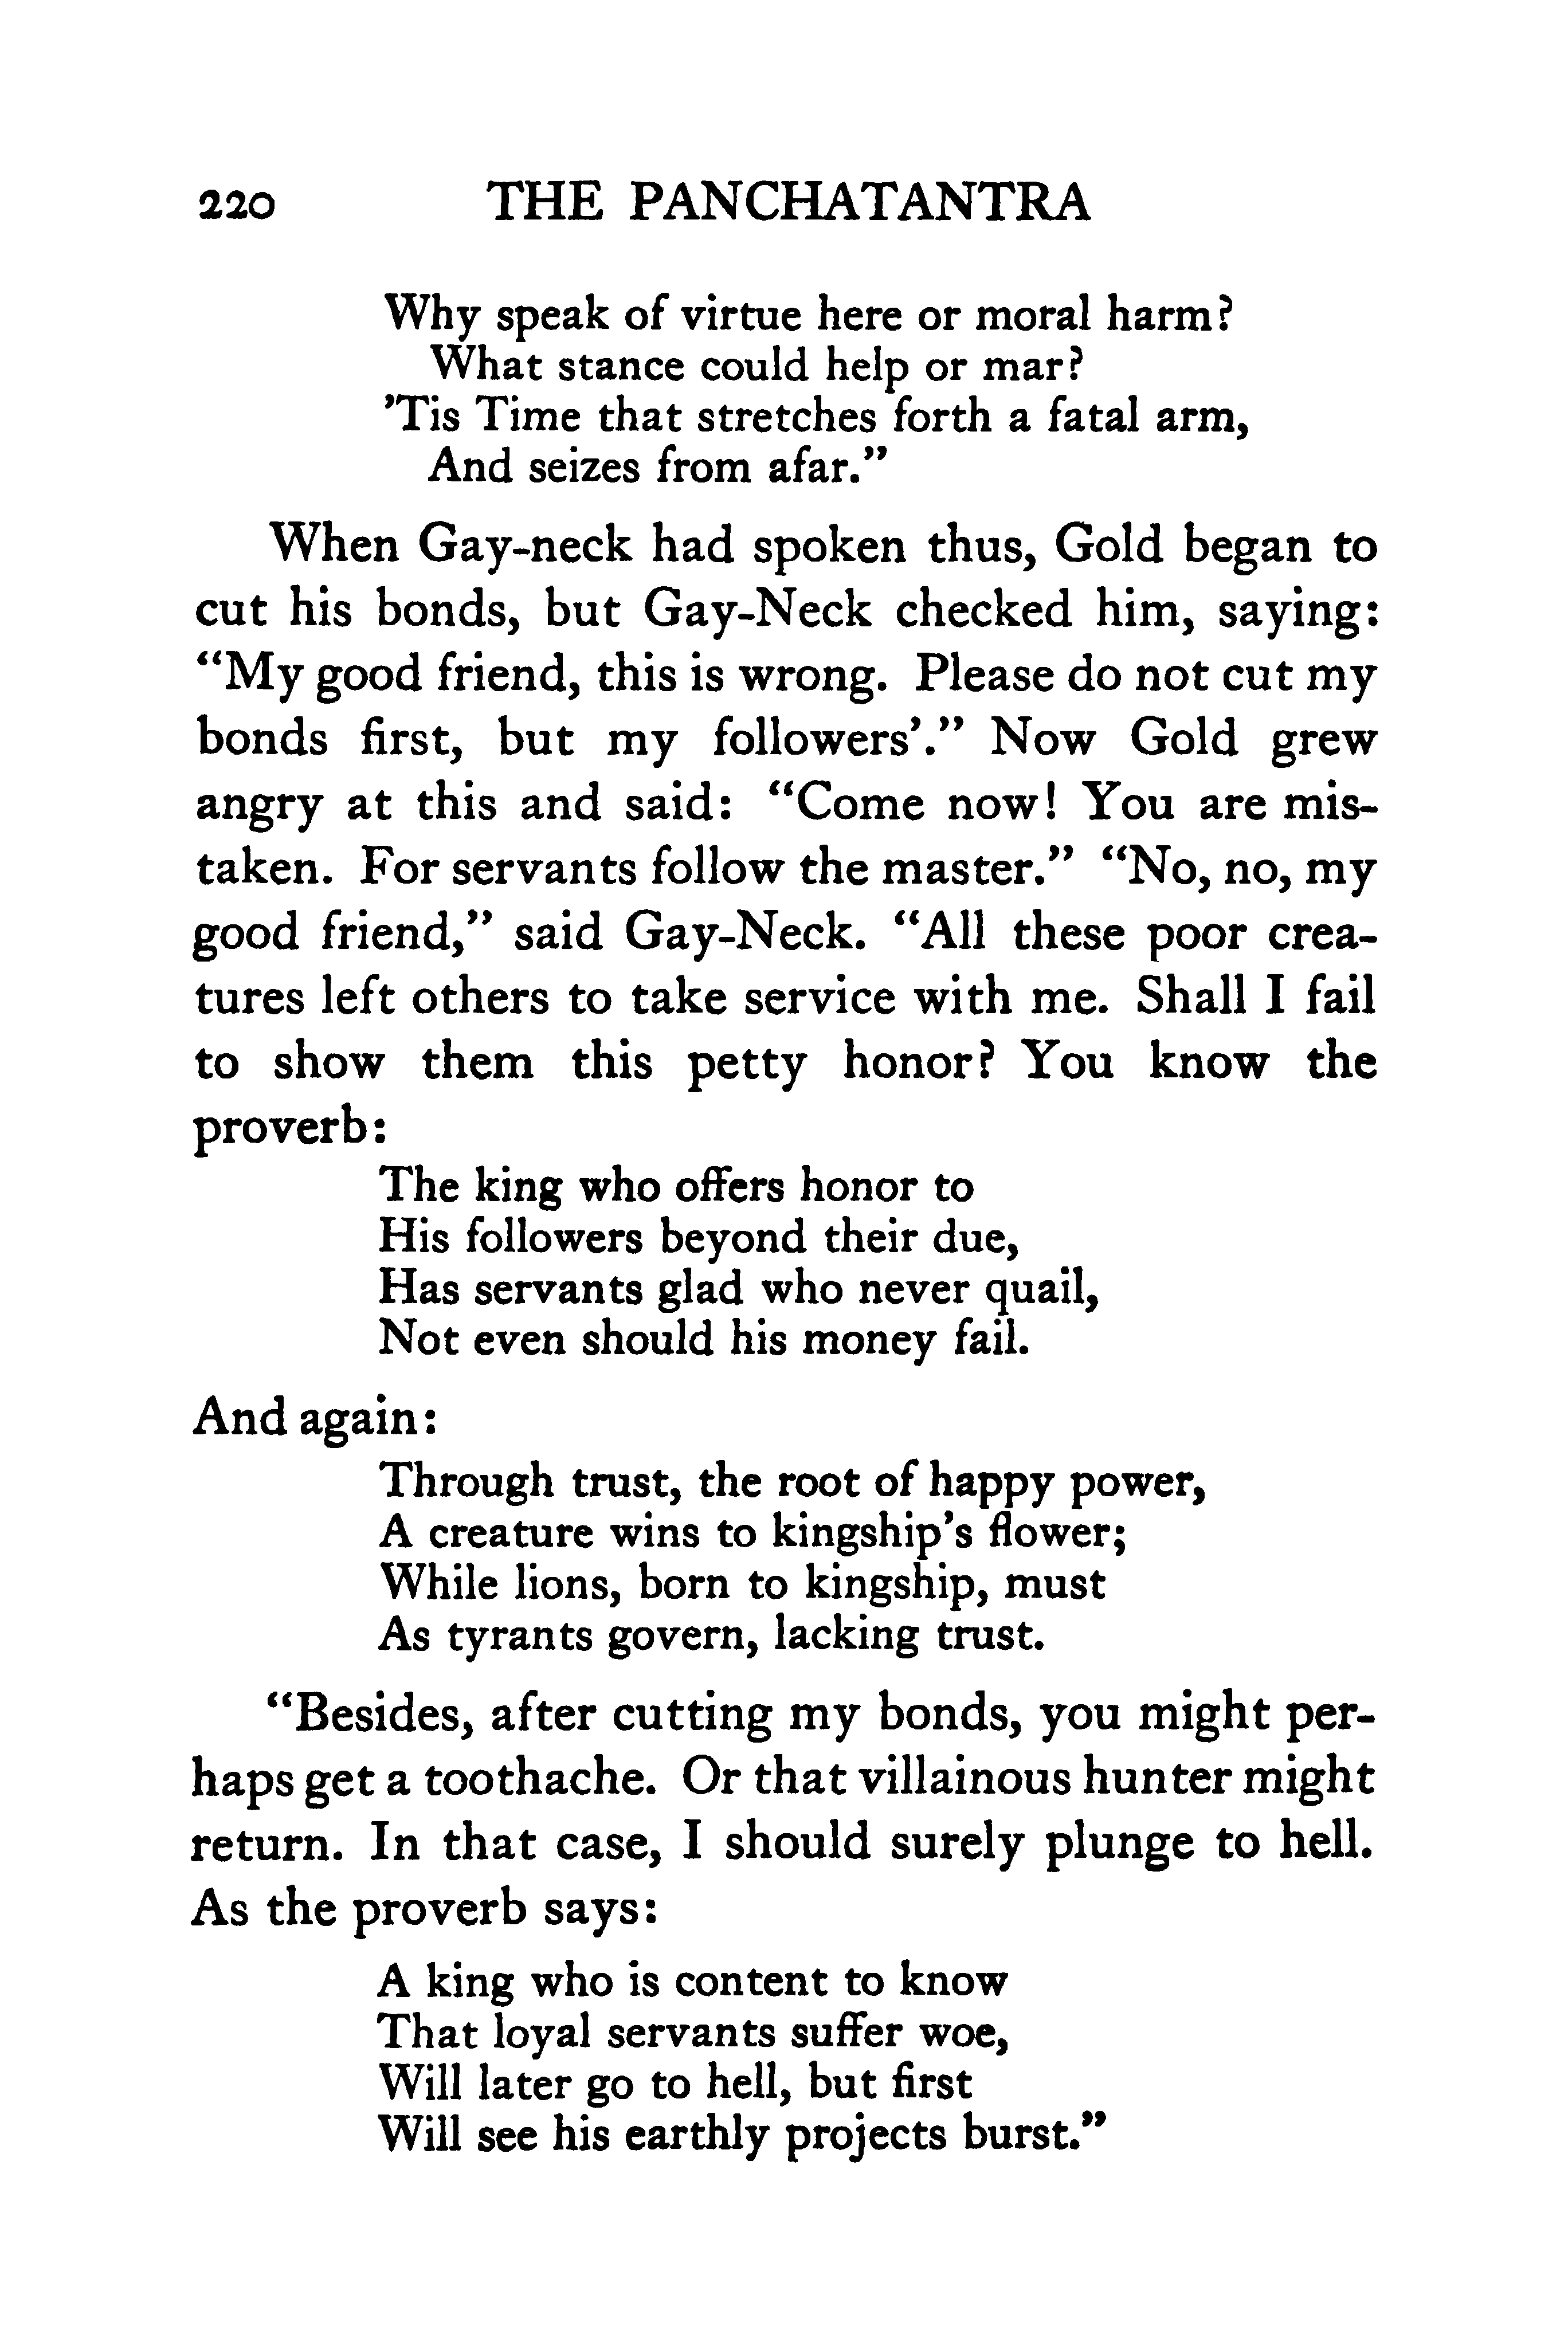 220 THE PANCHATANTRA
Why speak of virtue here or moral harm?
What stance could help or mar?
’Tis Time that stretches forth a fatal arm,
And seizes from afar.”
When Gay-neck had spoken thus, Gold began to
cut his bonds, but Gay-Neck checked him, saying:
“My good friend, this is wrong. Please do not cut my
bonds first, but my followers’.” Now Gold grew
angry at this and said: “Come now! You are mis-
taken. For servants follow the master.” “No, no, my
good friend,” said Gay-Neck. “All these poor crea-
tures left others to take service with me. Shall I fail
to show them this petty honor? You know the
proverb:
The king who offers honor to
His followers beyond their due,
Has servants glad who never quail,
Not even should his money fail.
And again:
Through trust, the root of happy power,
A creature wins to kingship’s flower;
While lions, born to kingship, must
As tyrants govern, lacking trust.
“Besides, after cutting my bonds, you might per-
haps get a toothache. Or that villainous hunter might
return. In that case, I should surely plunge to hell.
As the proverb says:
A king who is content to know
That loyal servants suffer woe,
Will later go to hell, but first
Will see his earthly projects burst.”